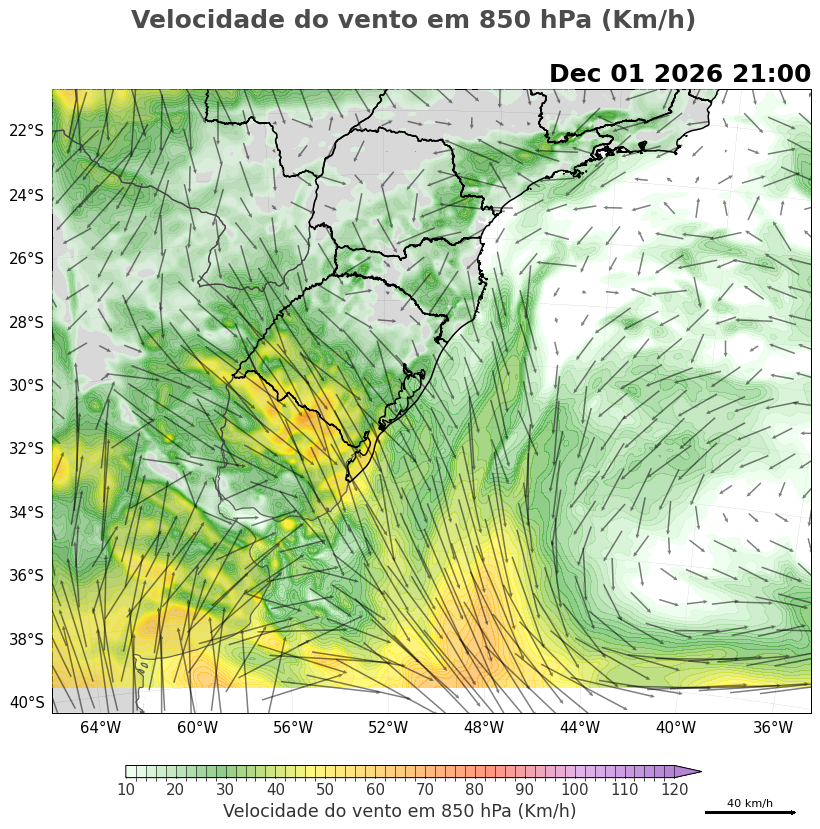 Velocidade do vento em 850 hPa (Km/h)
Dec 01 2026 21:00
22°S
24°S
26°S
28°S
30°S
32°S
34°S
36°S
38°S
40°S
64°W 60°W 56°W 52°W 48°W 44°W 40°W 36°W
10 20 30 40 50 60 70 80 90 100 110 120
Velocidade do vento em 850 hPa (Km/h)
40 km/h